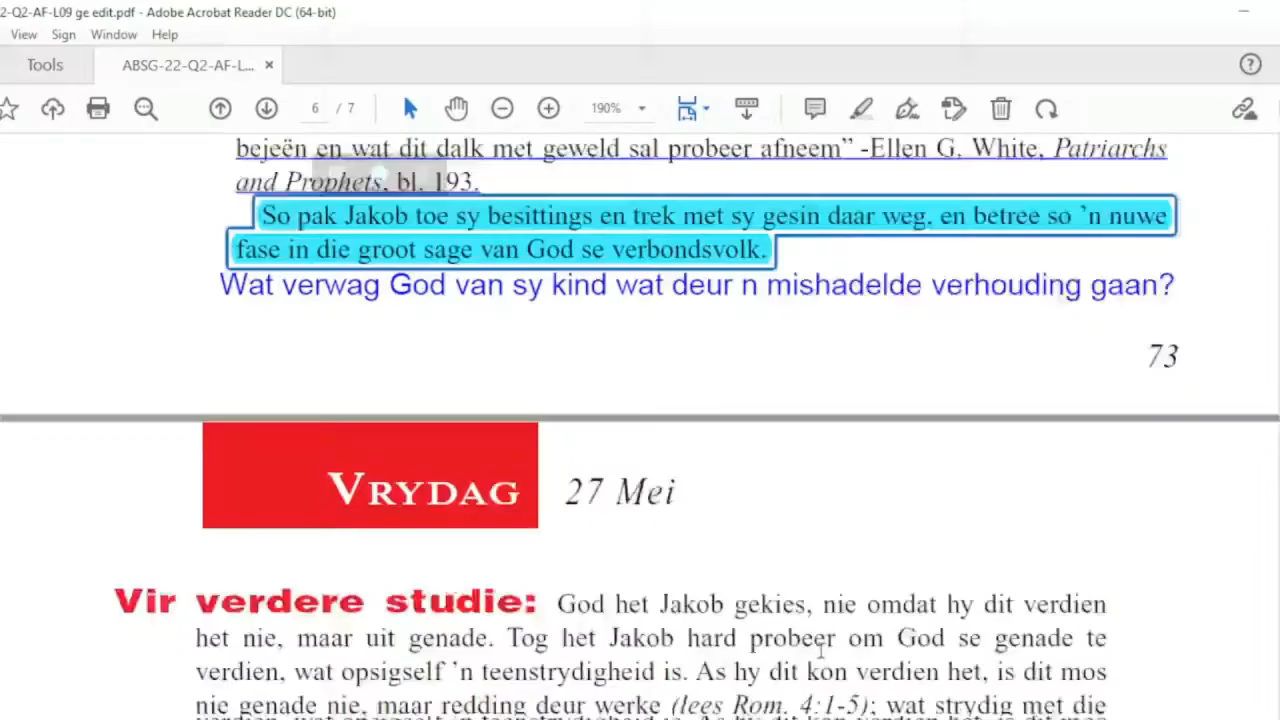 2-Q2-AF-L09 ge edit.pdf - Adobe Acrobat Reader DC (64-bit)
View Sign Window Help
Tools ABSG-22-Q2-AF-L... ×
6 / 7 190%
bejeën en wat dit dalk met geweld sal probeer afneem” -Ellen G. White, Patriarchs
and Prophets, bl. 193.
So pak Jakob toe sy besittings en trek met sy gesin daar weg, en betree so ’n nuwe
fase in die groot sage van God se verbondsvolk.
Wat verwag God van sy kind wat deur n mishadelde verhouding gaan?
73
VRYDAG 27 Mei
Vir verdere studie: God het Jakob gekies, nie omdat hy dit verdien
het nie, maar uit genade. Tog het Jakob hard probeer om God se genade te
verdien, wat opsigself ’n teenstrydigheid is. As hy dit kon verdien het, is dit mos
nie genade nie, maar redding deur werke (lees Rom. 4:1-5); wat strydig met die